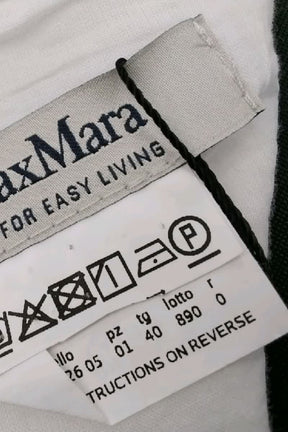 axMara
FOR EASY LIVING
P
llo pz tg lotto r
26 05 01 40 890 0
TRUCTIONS ON REVERSE